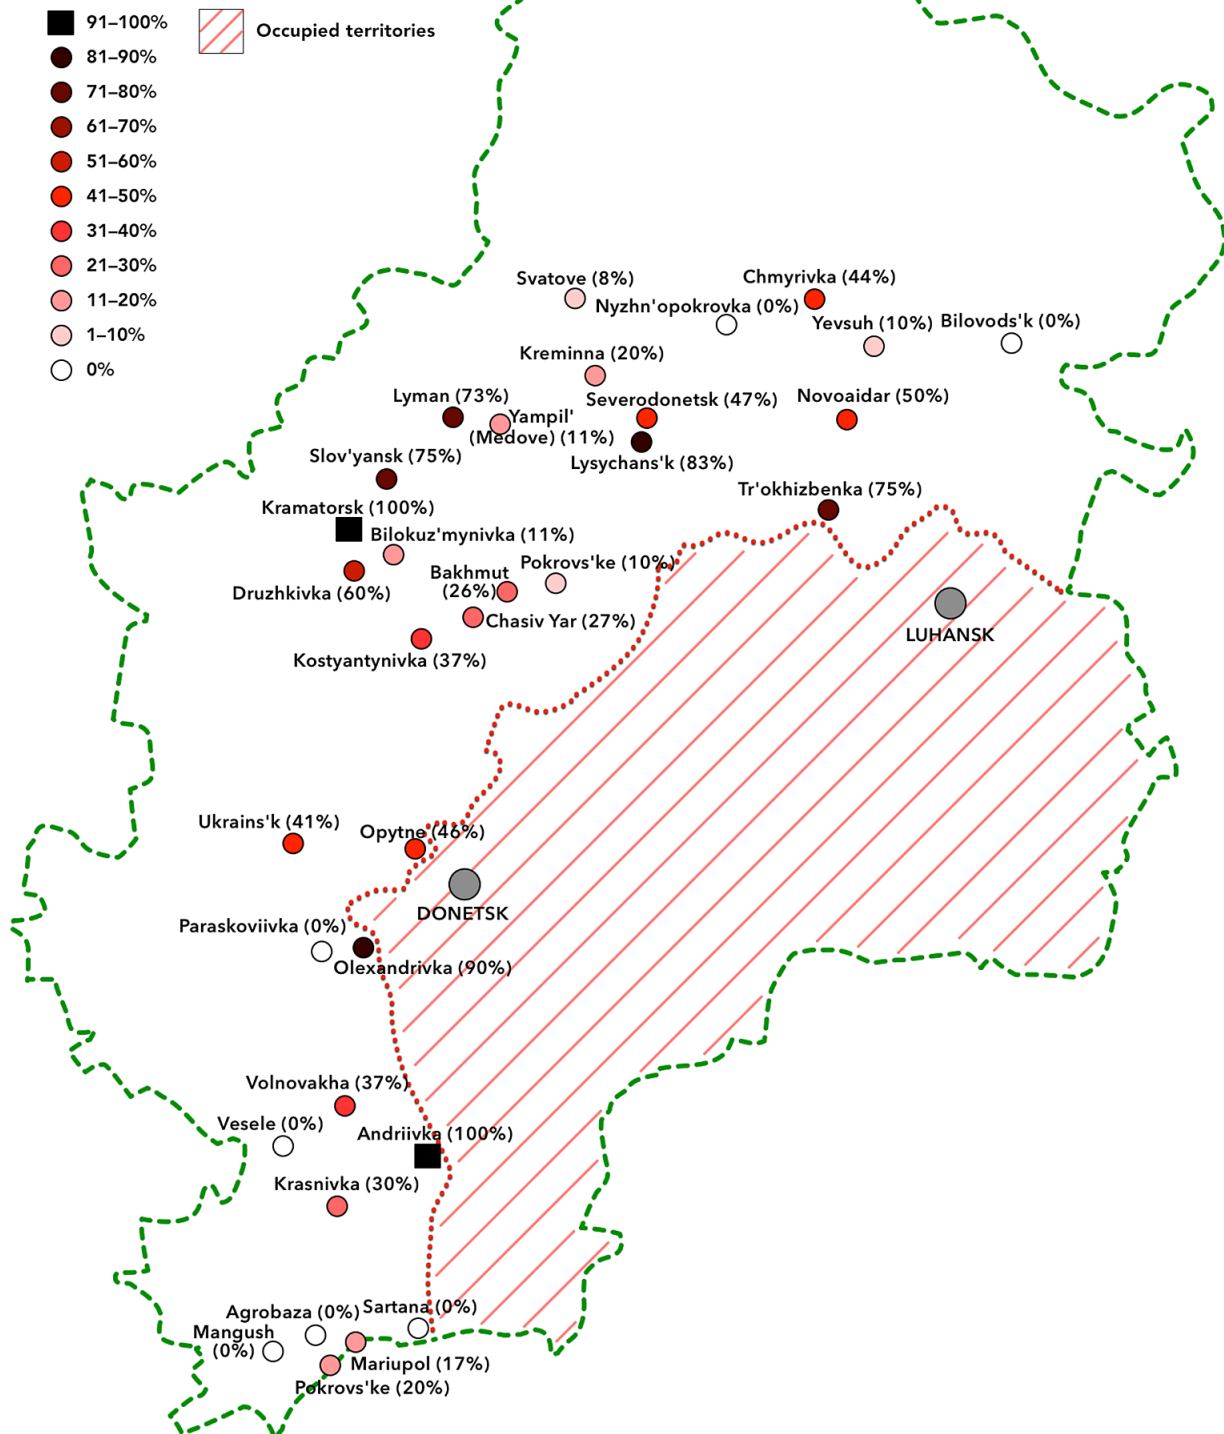 91–100%
Occupied territories
81–90%
71–80%
61–70%
51–60%
41–50%
31–40%
21–30%
11–20%
1–10%
0%
Svatove (8%)
Chmyrivka (44%)
Nyzhn'opokrovka (0%)
Yevsuh (10%)
Bilovods'k (0%)
Kreminna (20%)
Lyman (73%)
Severodonetsk (47%)
Novoaidar (50%)
Yampil'
(Medove) (11%)
Slov'yansk (75%)
Lysychans'k (83%)
Tr'okhizbenka (75%)
Kramatorsk (100%)
Bilokuz'mynivka (11%)
Pokrovs'ke (10%)
Bakhmut
(26%)
Druzhkivka (60%)
Chasiv Yar (27%)
LUHANSK
Kostyantynivka (37%)
Ukrains'k (41%)
Opytne (46%)
DONETSK
Paraskoviivka (0%)
Olexandrivka (90%)
Volnovakha (37%)
Vesele (0%)
Andriivka (100%)
Krasnivka (30%)
Agrobaza (0%)
Sartana (0%)
Mangush
(0%)
Mariupol (17%)
Pokrovs'ke (20%)